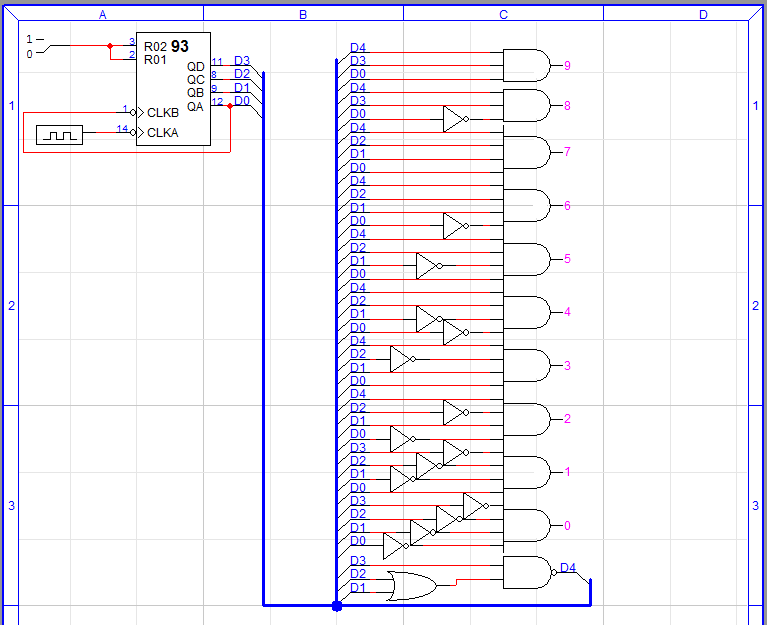 A B C D
1
0
3 R02 93
2 R01
QD 11 D3
QC 8 D2
QB 9 D1
QA 12 D0
1 CLKB
14 CLKA
1
2
3
1
2
3
D4
D3
D0
9
D4
D3
D0
8
D4
D2
D1
D0
7
D4
D2
D1
D0
6
D4
D2
D1
D0
5
D4
D2
D1
D0
4
D4
D2
D1
D0
3
D4
D2
D1
D0
2
D3
D2
D1
D0
1
D3
D2
D1
D0
0
D3
D2
D1
D4